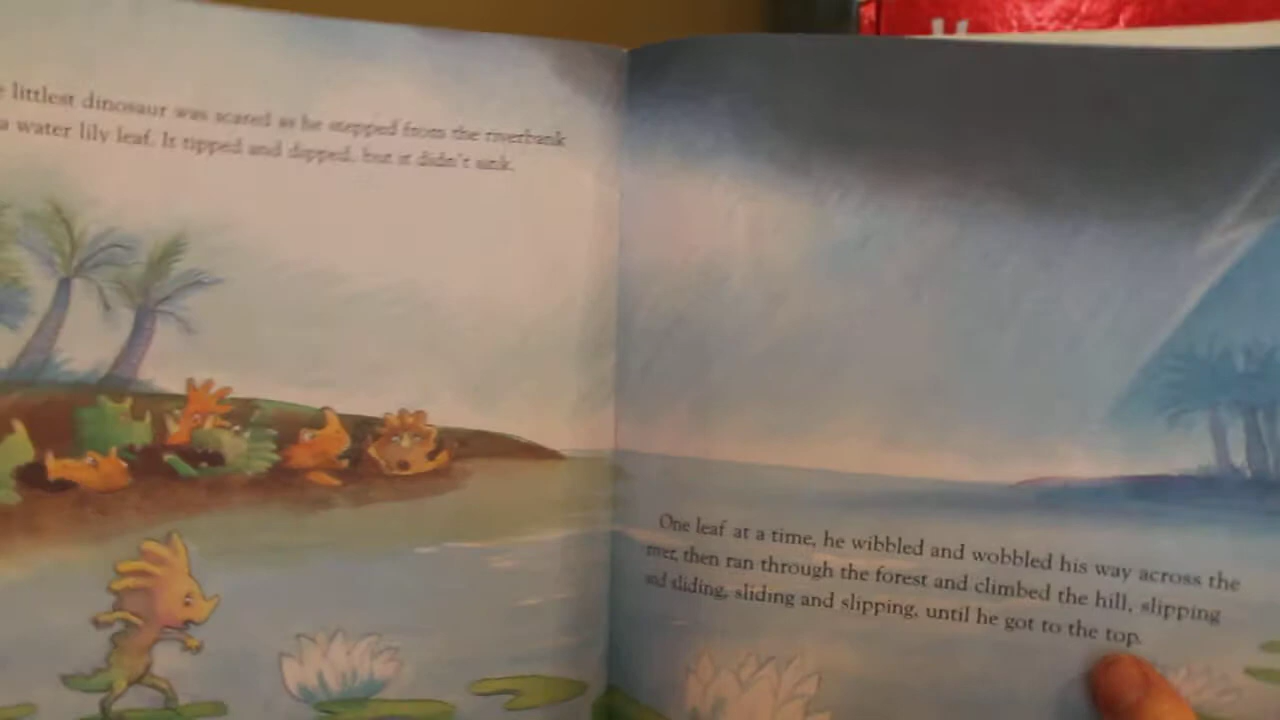 littlest dinosaur was scared as he stepped from the riverbank
a water lily leaf. It tipped and dipped, but it didn't sink.
One leaf at a time, he wibbled and wobbled his way across the
river, then ran through the forest and climbed the hill, slipping
and sliding, sliding and slipping, until he got to the top.